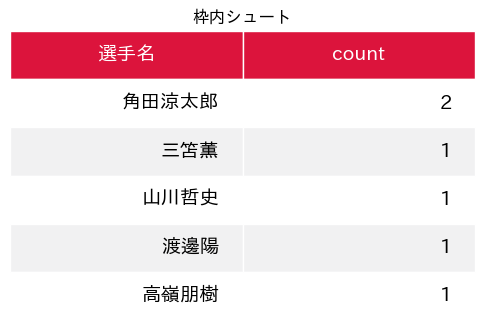 枠内シュート
選手名 count
角田涼太郎 2
三笘薫 1
山川哲史 1
渡邊陽 1
高嶺朋樹 1